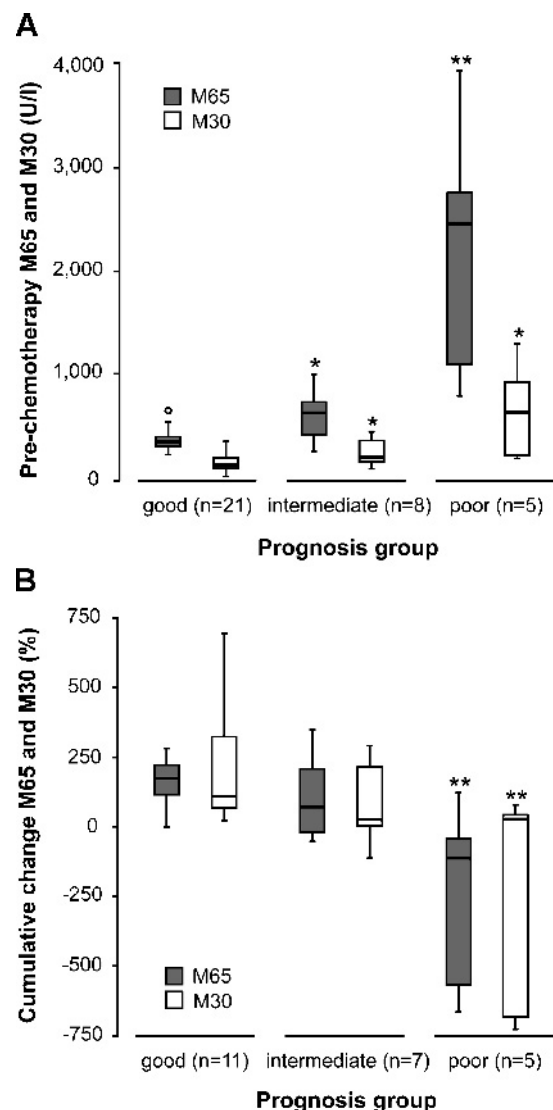 A
Pre-chemotherapy M65 and M30 (U/l)
4,000
3,000
2,000
1,000
0
M65
M30
**
*
*
*
good (n=21)
intermediate (n=8)
poor (n=5)
Prognosis group
B
Cumulative change M65 and M30 (%)
750
500
250
0
-250
-500
-750
**
**
M65
M30
good (n=11)
intermediate (n=7)
poor (n=5)
Prognosis group